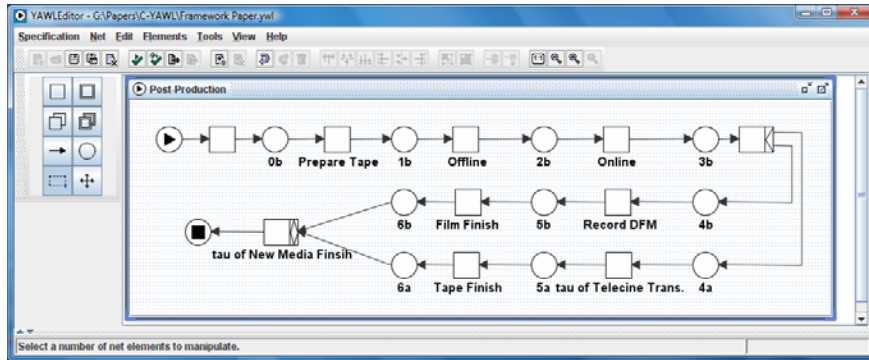 YAWLEditor - G:\Papers\C-YAWL\Framework Paper.ywl
Specification Net Edit Elements Tools View Help
Post-Production
0b Prepare Tape 1b Offline 2b Online 3b
6b Film Finish 5b Record DFM 4b
tau of New Media Finsih
6a Tape Finish 5a tau of Telecine Trans. 4a
Select a number of net elements to manipulate.